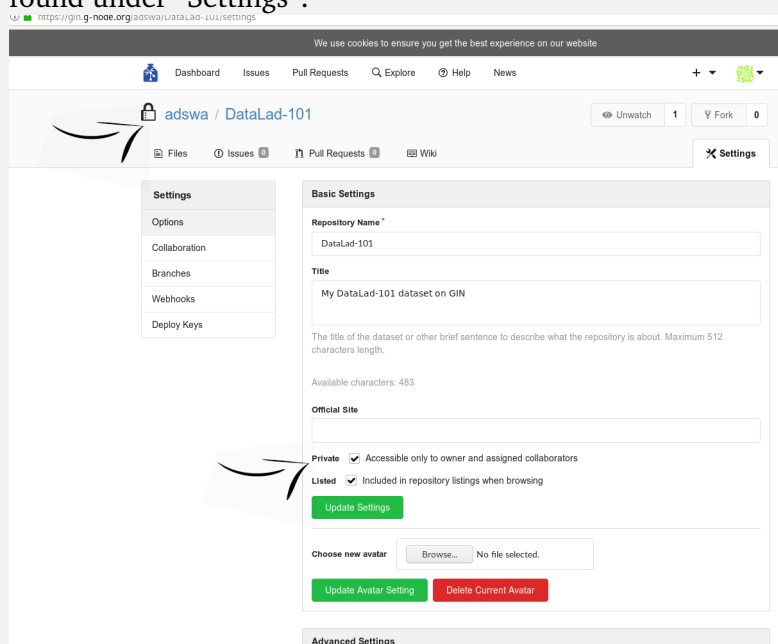 found under "Settings".
https://gin.g-node.org/adswa/DataLad-101/settings
We use cookies to ensure you get the best experience on our website
Dashboard Issues Pull Requests Explore Help News
adswa / DataLad-101 Unwatch 1 Fork 0
Files Issues 0 Pull Requests 0 Wiki Settings
Settings
Options
Collaboration
Branches
Webhooks
Deploy Keys
Basic Settings
Repository Name *
DataLad-101
Title
My DataLad-101 dataset on GIN
The title of the dataset or other brief sentence to describe what the repository is about. Maximum 512
characters length.
Available characters: 483
Official Site
Private Accessible only to owner and assigned collaborators
Listed Included in repository listings when browsing
Update Settings
Choose new avatar Browse... No file selected.
Update Avatar Setting Delete Current Avatar
Advanced Settings